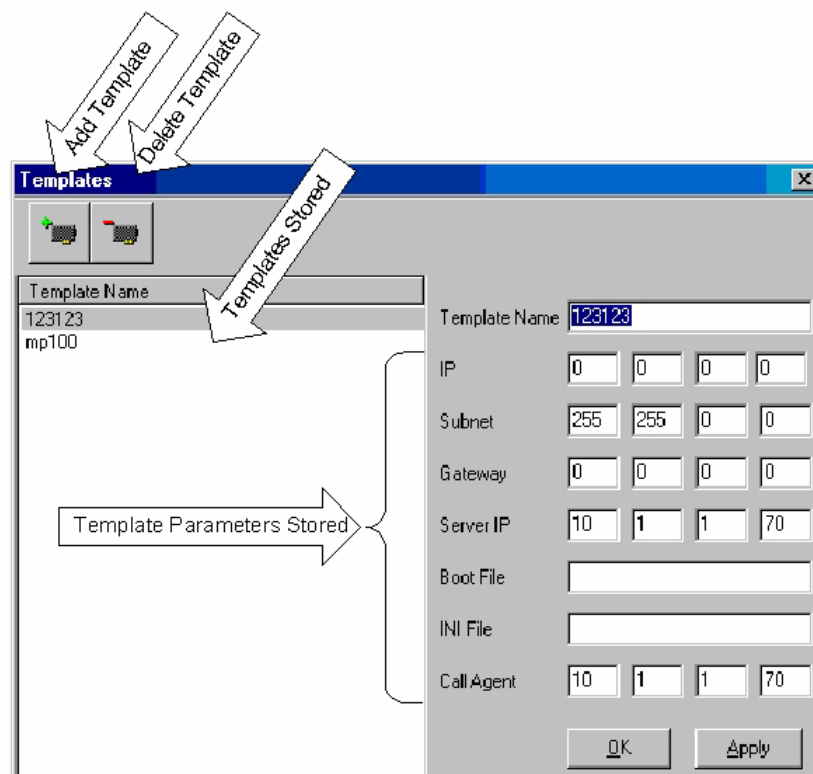 Add Template
Delete Template
Templates
Templates Stored
Template Name
123123
mp100
Template Parameters Stored
Template Name 123123
IP 0 0 0 0
Subnet 255 255 0 0
Gateway 0 0 0 0
Server IP 10 1 1 70
Boot File
INI File
Call Agent 10 1 1 70
OK Apply